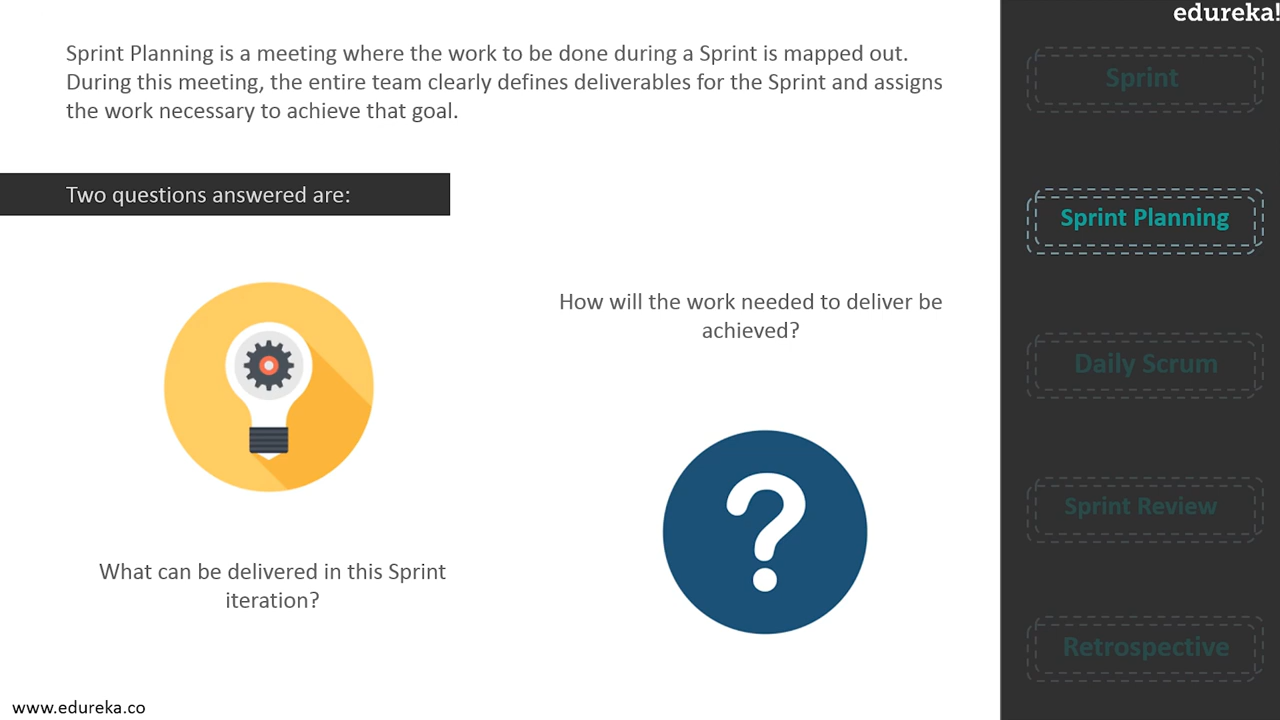 Sprint Planning is a meeting where the work to be done during a Sprint is mapped out.
During this meeting, the entire team clearly defines deliverables for the Sprint and assigns
the work necessary to achieve that goal.
Two questions answered are:
How will the work needed to deliver be
achieved?
What can be delivered in this Sprint
iteration?
www.edureka.co
edureka!
Sprint
Sprint Planning
Daily Scrum
Sprint Review
Retrospective